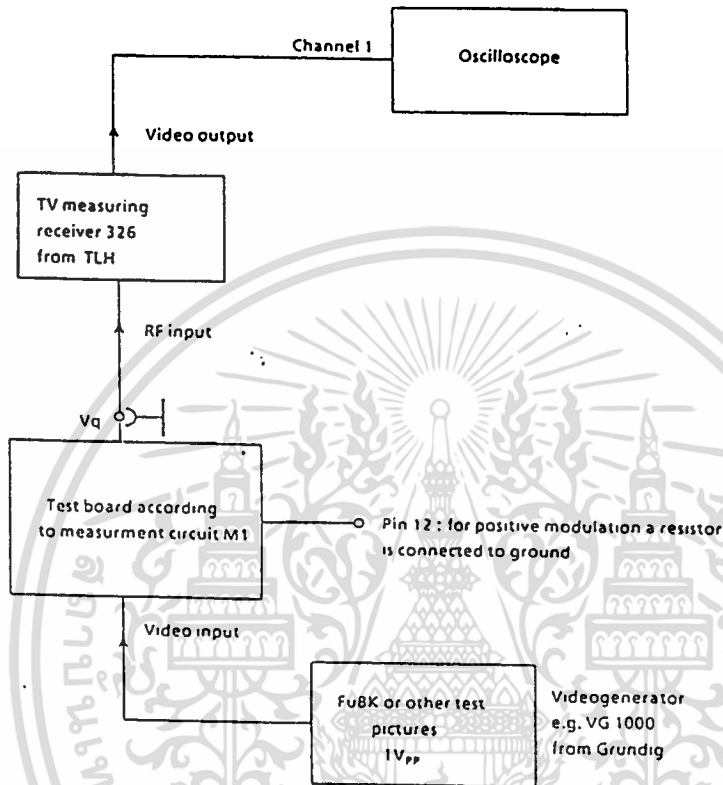 Channel 1
Oscilloscope
Video output
TV measuring
receiver 326
from TLH
RF input
Vq
Test board according
to measurment circuit M1
Pin 12 : for positive modulation a resistor
is connected to ground
Video input
FuBK or other test
pictures
1Vpp
Videogenerator
e.g. VG 1000
from Grundig